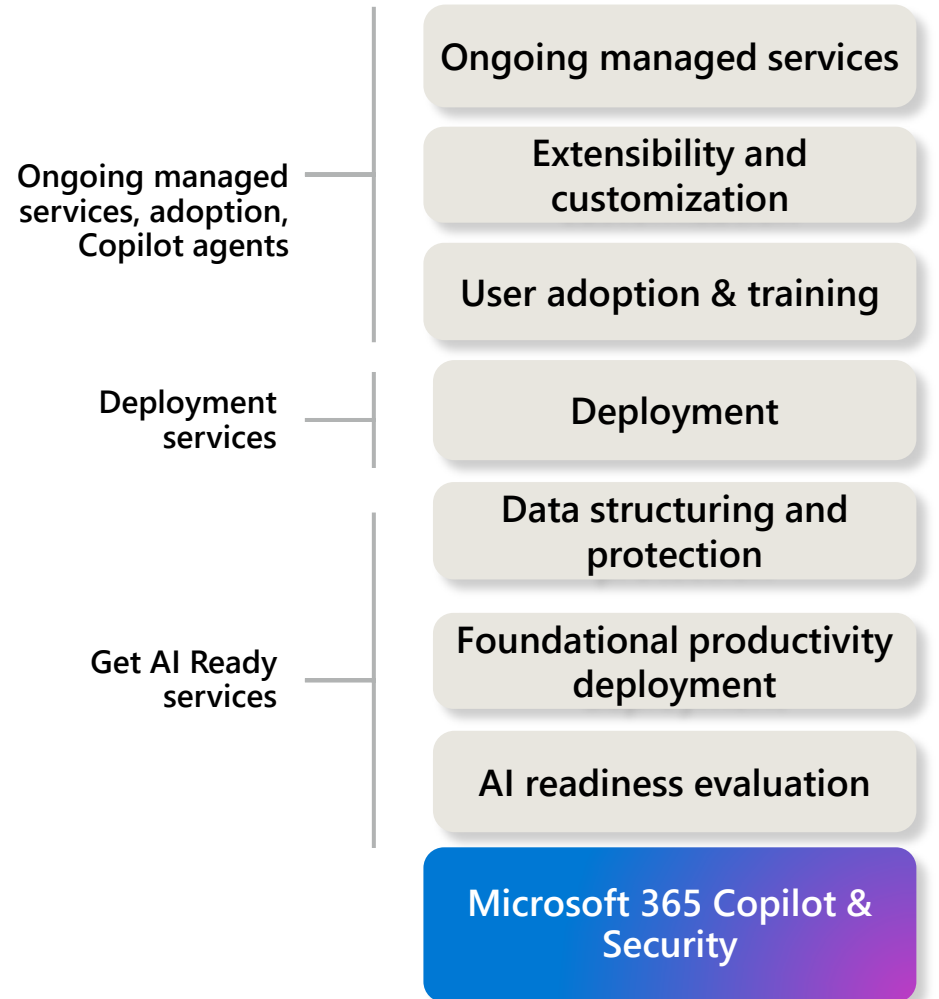 Ongoing managed services
Extensibility and
customization
Ongoing managed
services, adoption,
Copilot agents
User adoption & training
Deployment
services
Deployment
Data structuring and
protection
Foundational productivity
deployment
Get AI Ready
services
AI readiness evaluation
Microsoft 365 Copilot &
Security